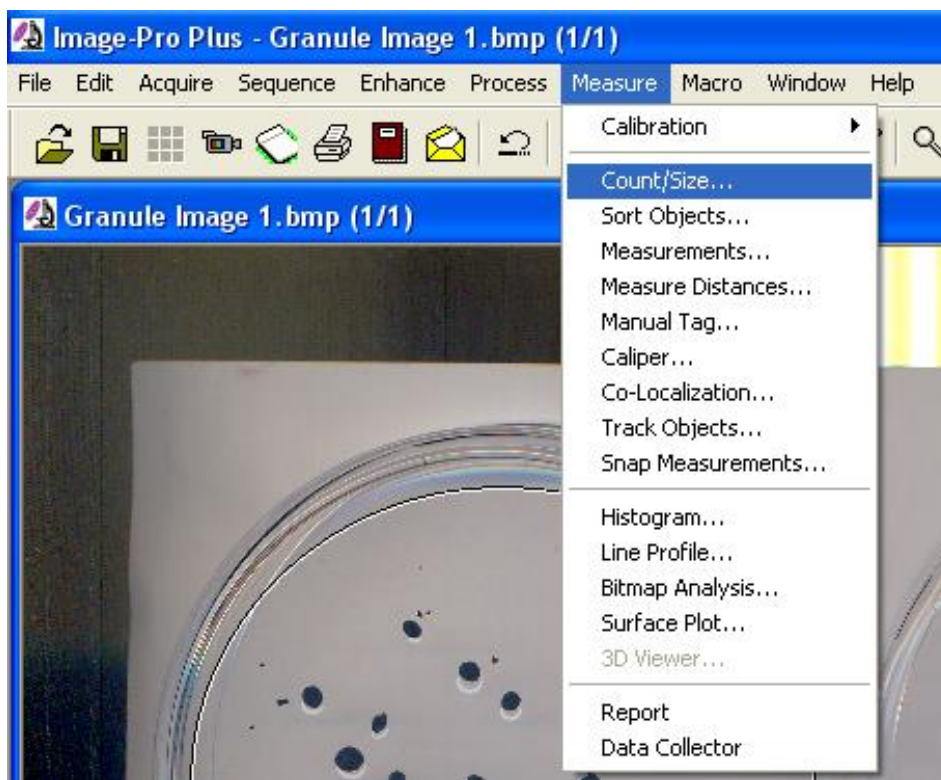 Image-Pro Plus - Granule Image 1.bmp (1/1)
File Edit Acquire Sequence Enhance Process Measure Macro Window Help
Granule Image 1.bmp (1/1)
Calibration
Count/Size...
Sort Objects...
Measurements...
Measure Distances...
Manual Tag...
Caliper...
Co-Localization...
Track Objects...
Snap Measurements...
Histogram...
Line Profile...
Bitmap Analysis...
Surface Plot...
3D Viewer...
Report
Data Collector